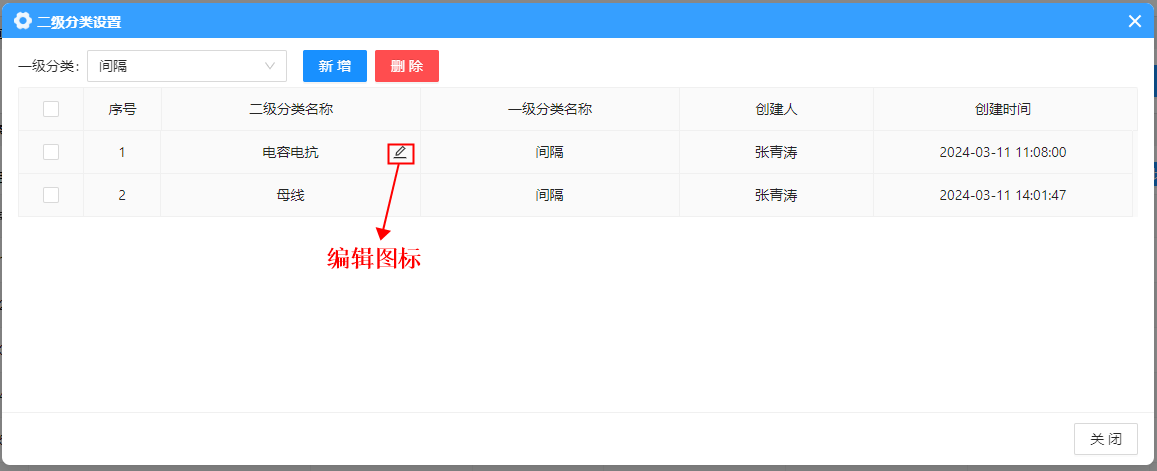 二级分类设置
一级分类： 间隔 新 增 删 除
序号 二级分类名称 一级分类名称 创建人 创建时间
1 电容电抗 间隔 张青涛 2024-03-11 11:08:00
2 母线 间隔 张青涛 2024-03-11 14:01:47
编辑图标
关 闭